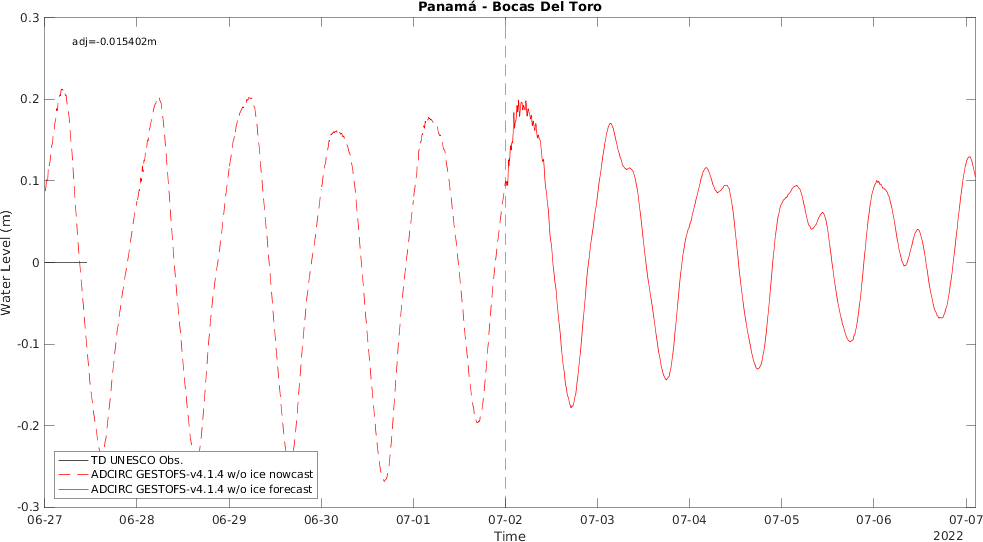 Panamá - Bocas Del Toro
adj=-0.015402m
0.3
0.2
0.1
0
-0.1
-0.2
-0.3
Water Level (m)
TD UNESCO Obs.
ADCIRC GESTOFS-v4.1.4 w/o ice nowcast
ADCIRC GESTOFS-v4.1.4 w/o ice forecast
06-27 06-28 06-29 06-30 07-01 07-02 07-03 07-04 07-05 07-06 07-07
Time
2022